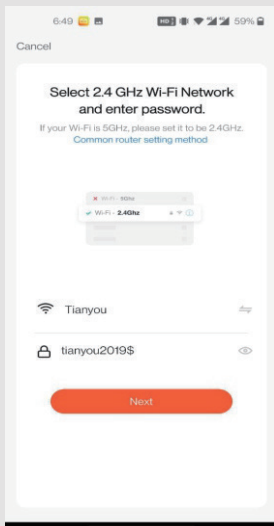 6:49
HD 59%
Cancel
Select 2.4 GHz Wi-Fi Network
and enter password.
If your Wi-Fi is 5GHz, please set it to be 2.4GHz.
Common router setting method
Wi-Fi - 5Ghz
Wi-Fi - 2.4Ghz
Tianyou
tianyou2019$
Next